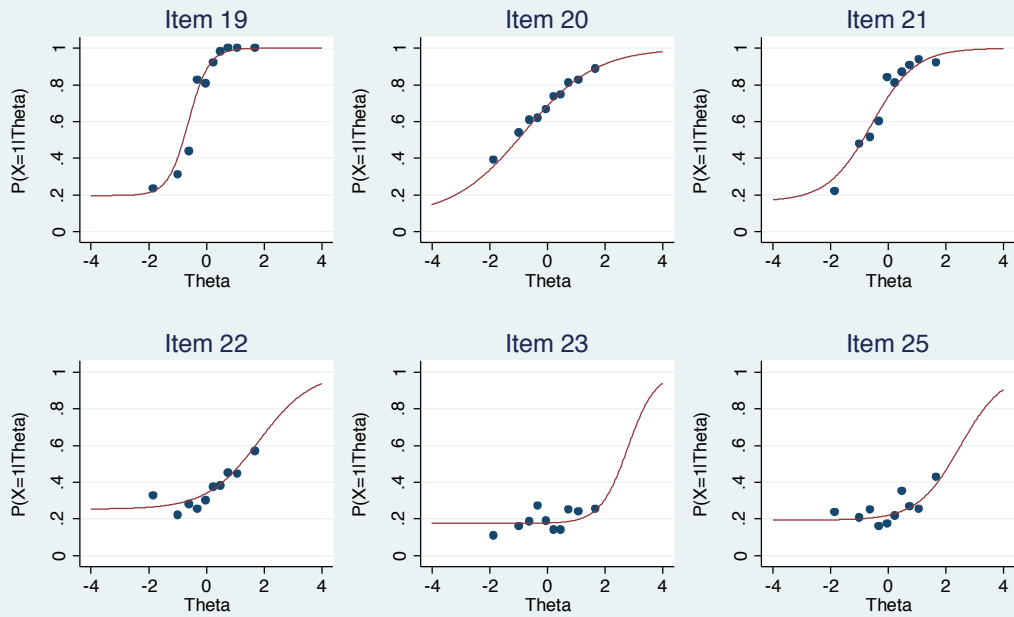 Item 19 Item 20 Item 21
P(X=1|Theta) P(X=1|Theta) P(X=1|Theta)
1 1 1
.8 .8 .8
.6 .6 .6
.4 .4 .4
.2 .2 .2
0 0 0
-4 -2 0 2 4 -4 -2 0 2 4 -4 -2 0 2 4
Theta Theta Theta
Item 22 Item 23 Item 25
P(X=1|Theta) P(X=1|Theta) P(X=1|Theta)
1 1 1
.8 .8 .8
.6 .6 .6
.4 .4 .4
.2 .2 .2
0 0 0
-4 -2 0 2 4 -4 -2 0 2 4 -4 -2 0 2 4
Theta Theta Theta